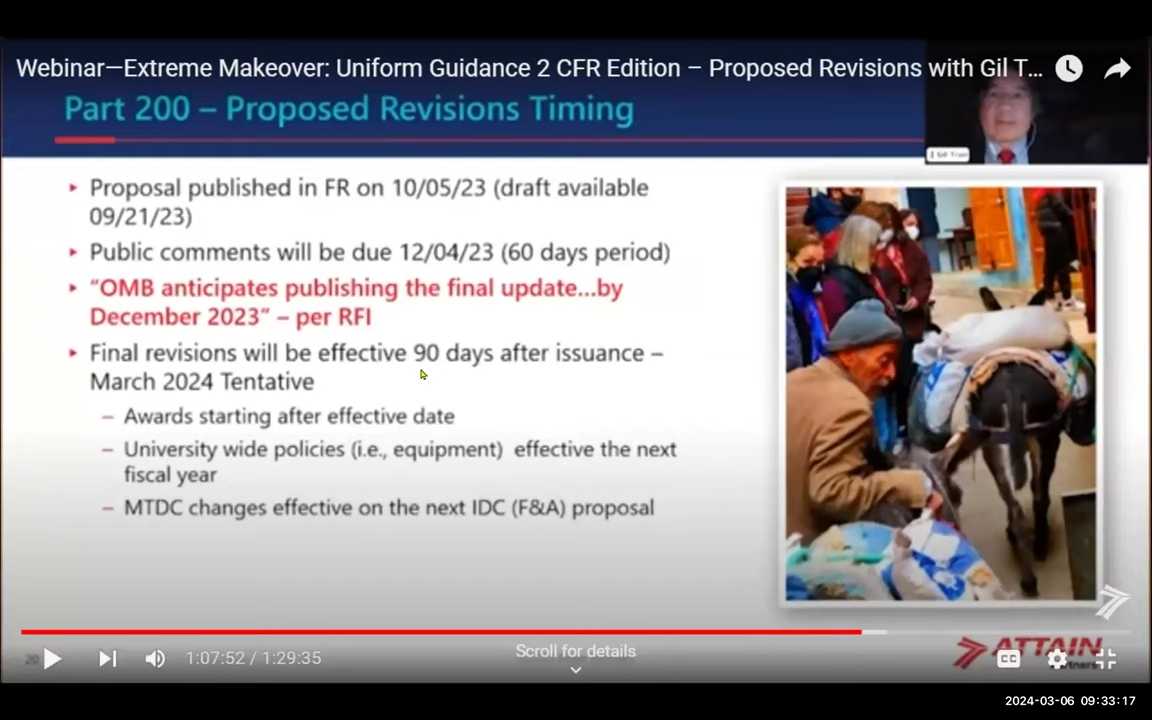 Webinar—Extreme Makeover: Uniform Guidance 2 CFR Edition – Proposed Revisions with Gil T...
Part 200 – Proposed Revisions Timing
Gil Tran
Proposal published in FR on 10/05/23 (draft available
09/21/23)
Public comments will be due 12/04/23 (60 days period)
"OMB anticipates publishing the final update...by
December 2023" – per RFI
Final revisions will be effective 90 days after issuance –
March 2024 Tentative
– Awards starting after effective date
– University wide policies (i.e., equipment) effective the next
fiscal year
– MTDC changes effective on the next IDC (F&A) proposal
ATTAIN
Partners
20
1:07:52 / 1:29:35
Scroll for details
CC
2024-03-06 09:33:17